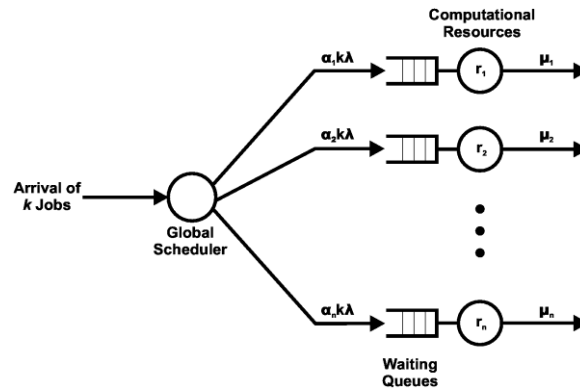 Computational
Resources
α₁kλ
r₁
μ₁
α₂kλ
r₂
μ₂
Arrival of
k Jobs
Global
Scheduler
αₙkλ
rₙ
μₙ
Waiting
Queues